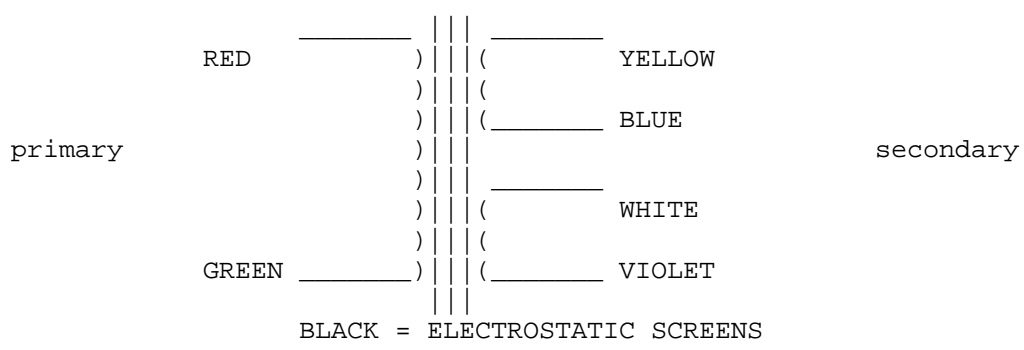 RED YELLOW
BLUE
primary secondary
WHITE
GREEN VIOLET
BLACK = ELECTROSTATIC SCREENS